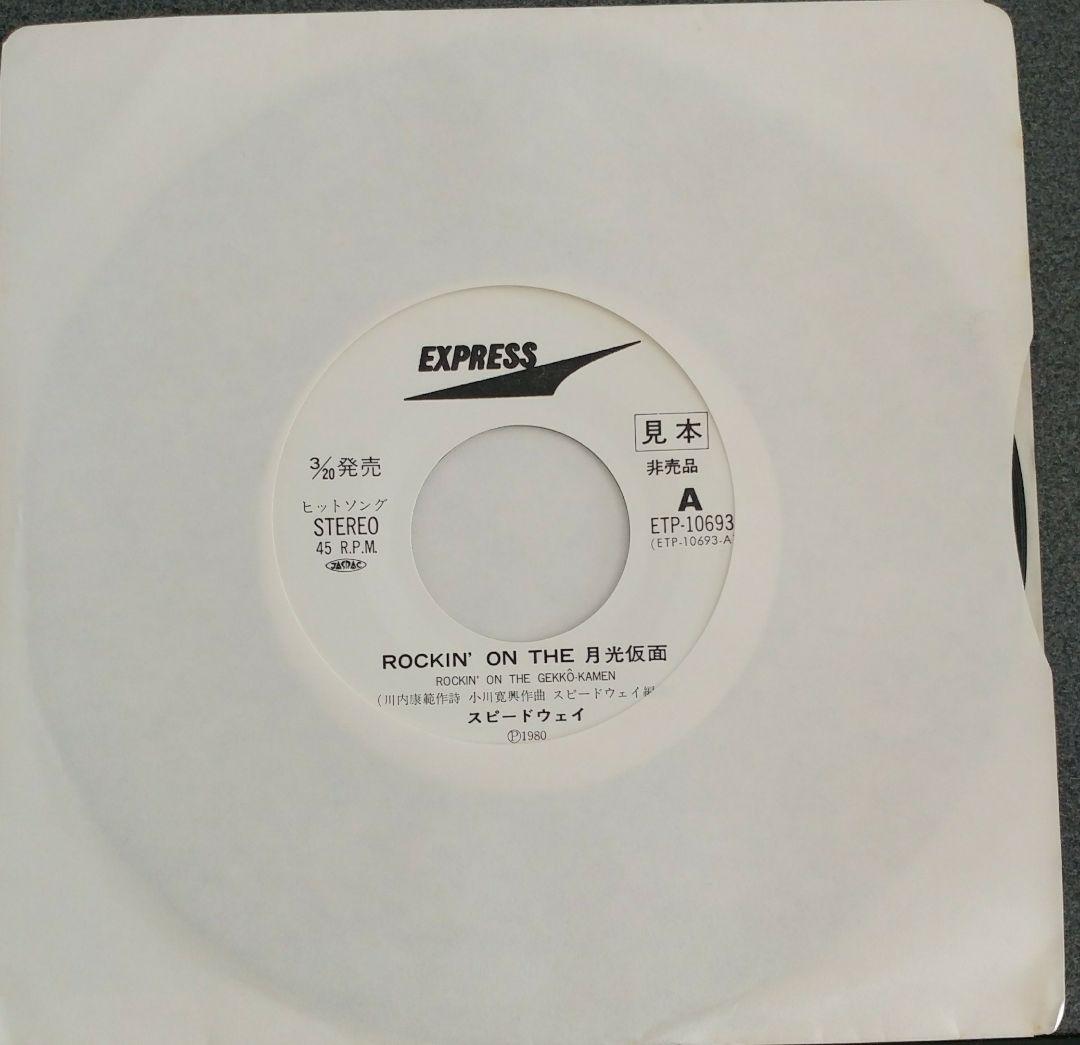 EXPRESS
見本
非売品
3/20発売
A
ヒットソング
STEREO
ETP-10693
45 R.P.M.
(ETP-10693-A
JASRAC
ROCKIN' ON THE 月光仮面
ROCKIN' ON THE GEKKÔ-KAMEN
(川内康範作詩 小川寛興作曲 スピードウェイ編
スピードウェイ
Ⓟ1980